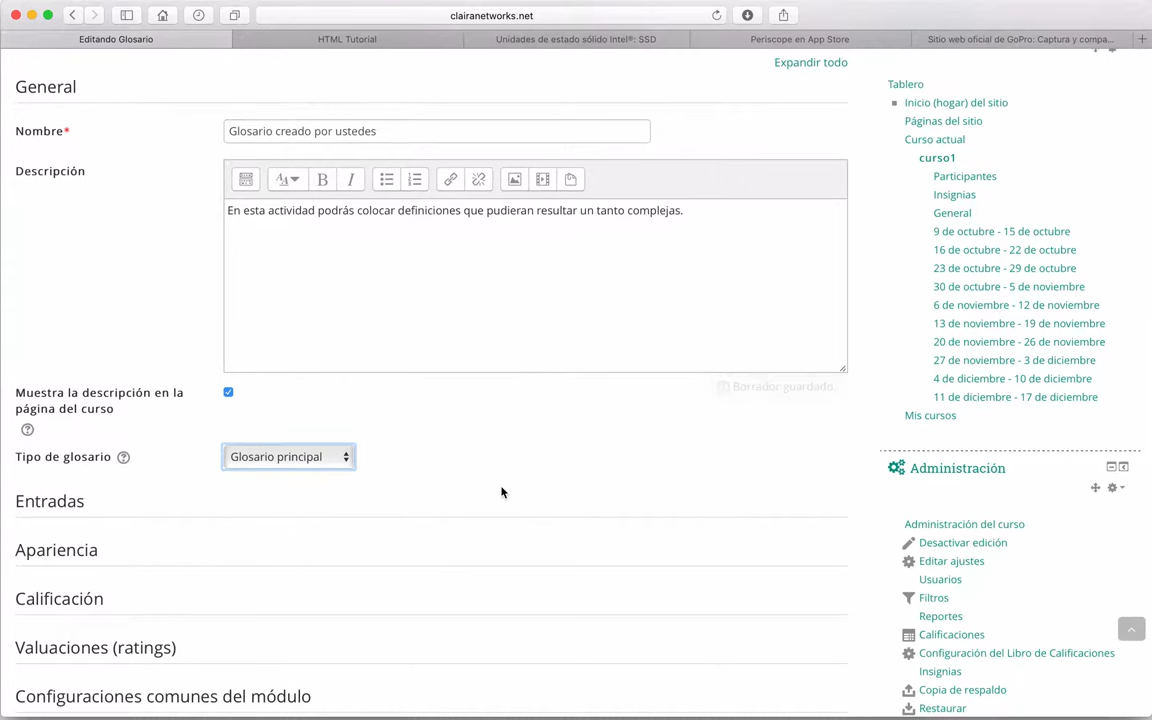 clairanetworks.net
Editando Glosario
HTML Tutorial
Unidades de estado sólido Intel®: SSD
Periscope en App Store
Sitio web oficial de GoPro: Captura y compa...
Expandir todo
General
Nombre*
Glosario creado por ustedes
Descripción
En esta actividad podrás colocar definiciones que pudieran resultar un tanto complejas.
Borrador guardado.
Muestra la descripción en la
página del curso
Tipo de glosario
Glosario principal
Entradas
Apariencia
Calificación
Valuaciones (ratings)
Configuraciones comunes del módulo
Tablero
Inicio (hogar) del sitio
Páginas del sitio
Curso actual
curso1
Participantes
Insignias
General
9 de octubre - 15 de octubre
16 de octubre - 22 de octubre
23 de octubre - 29 de octubre
30 de octubre - 5 de noviembre
6 de noviembre - 12 de noviembre
13 de noviembre - 19 de noviembre
20 de noviembre - 26 de noviembre
27 de noviembre - 3 de diciembre
4 de diciembre - 10 de diciembre
11 de diciembre - 17 de diciembre
Mis cursos
Administración
Administración del curso
Desactivar edición
Editar ajustes
Usuarios
Filtros
Reportes
Calificaciones
Configuración del Libro de Calificaciones
Insignias
Copia de respaldo
Restaurar